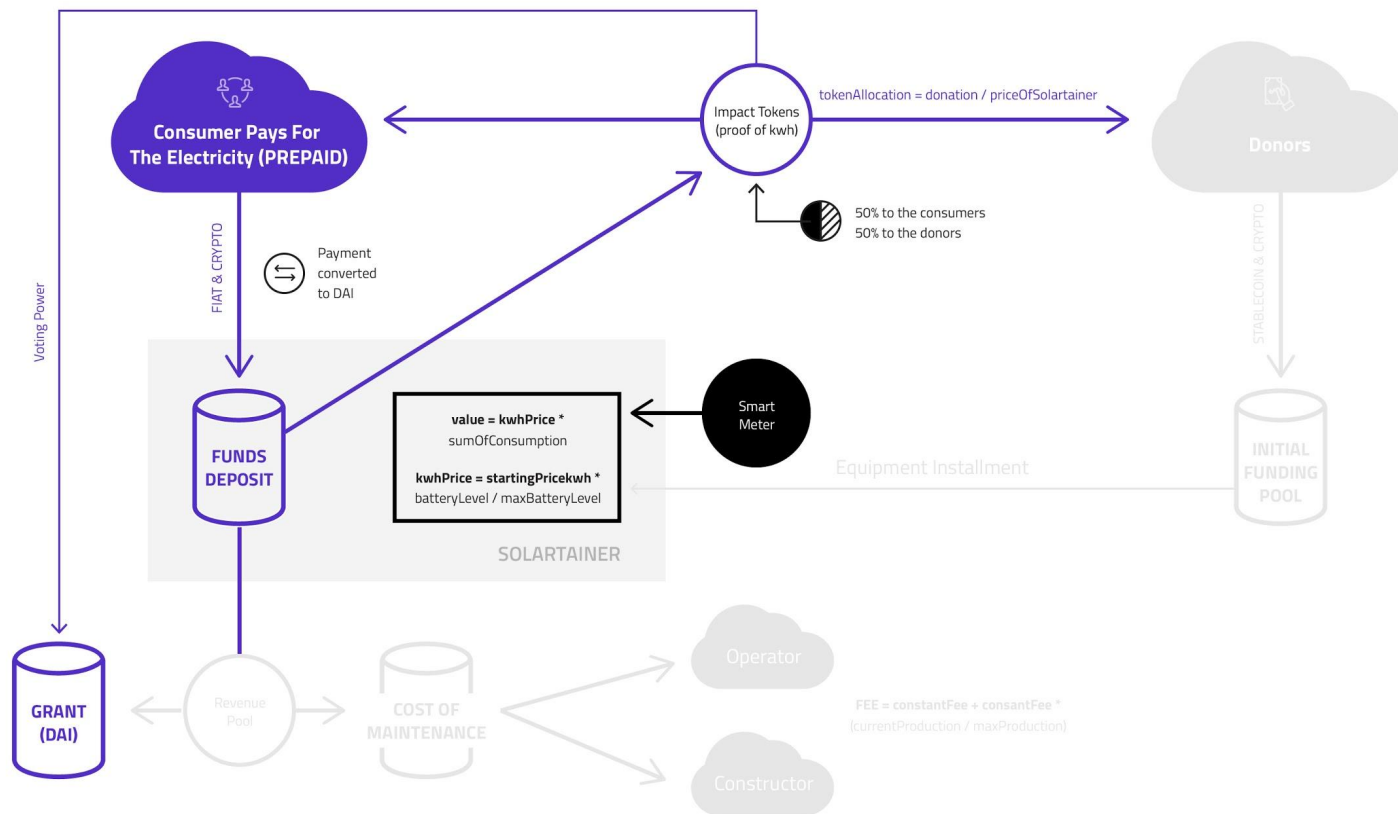 Consumer Pays For
The Electricity (PREPAID)
Impact Tokens
(proof of kwh)
tokenAllocation = donation / priceOfSolartainer
Donors
50% to the consumers
50% to the donors
Voting Power
FIAT & CRYPTO
Payment
converted
to DAI
STABLECOIN & CRYPTO
FUNDS
DEPOSIT
value = kwhPrice *
sumOfConsumption
kwhPrice = startingPricekwh *
batteryLevel / maxBatteryLevel
Smart
Meter
Equipment Installment
INITIAL
FUNDING
POOL
SOLARTAINER
GRANT
(DAI)
Revenue
Pool
COST OF
MAINTENANCE
Operator
FEE = constantFee + consantFee *
(currentProduction / maxProduction)
Constructor